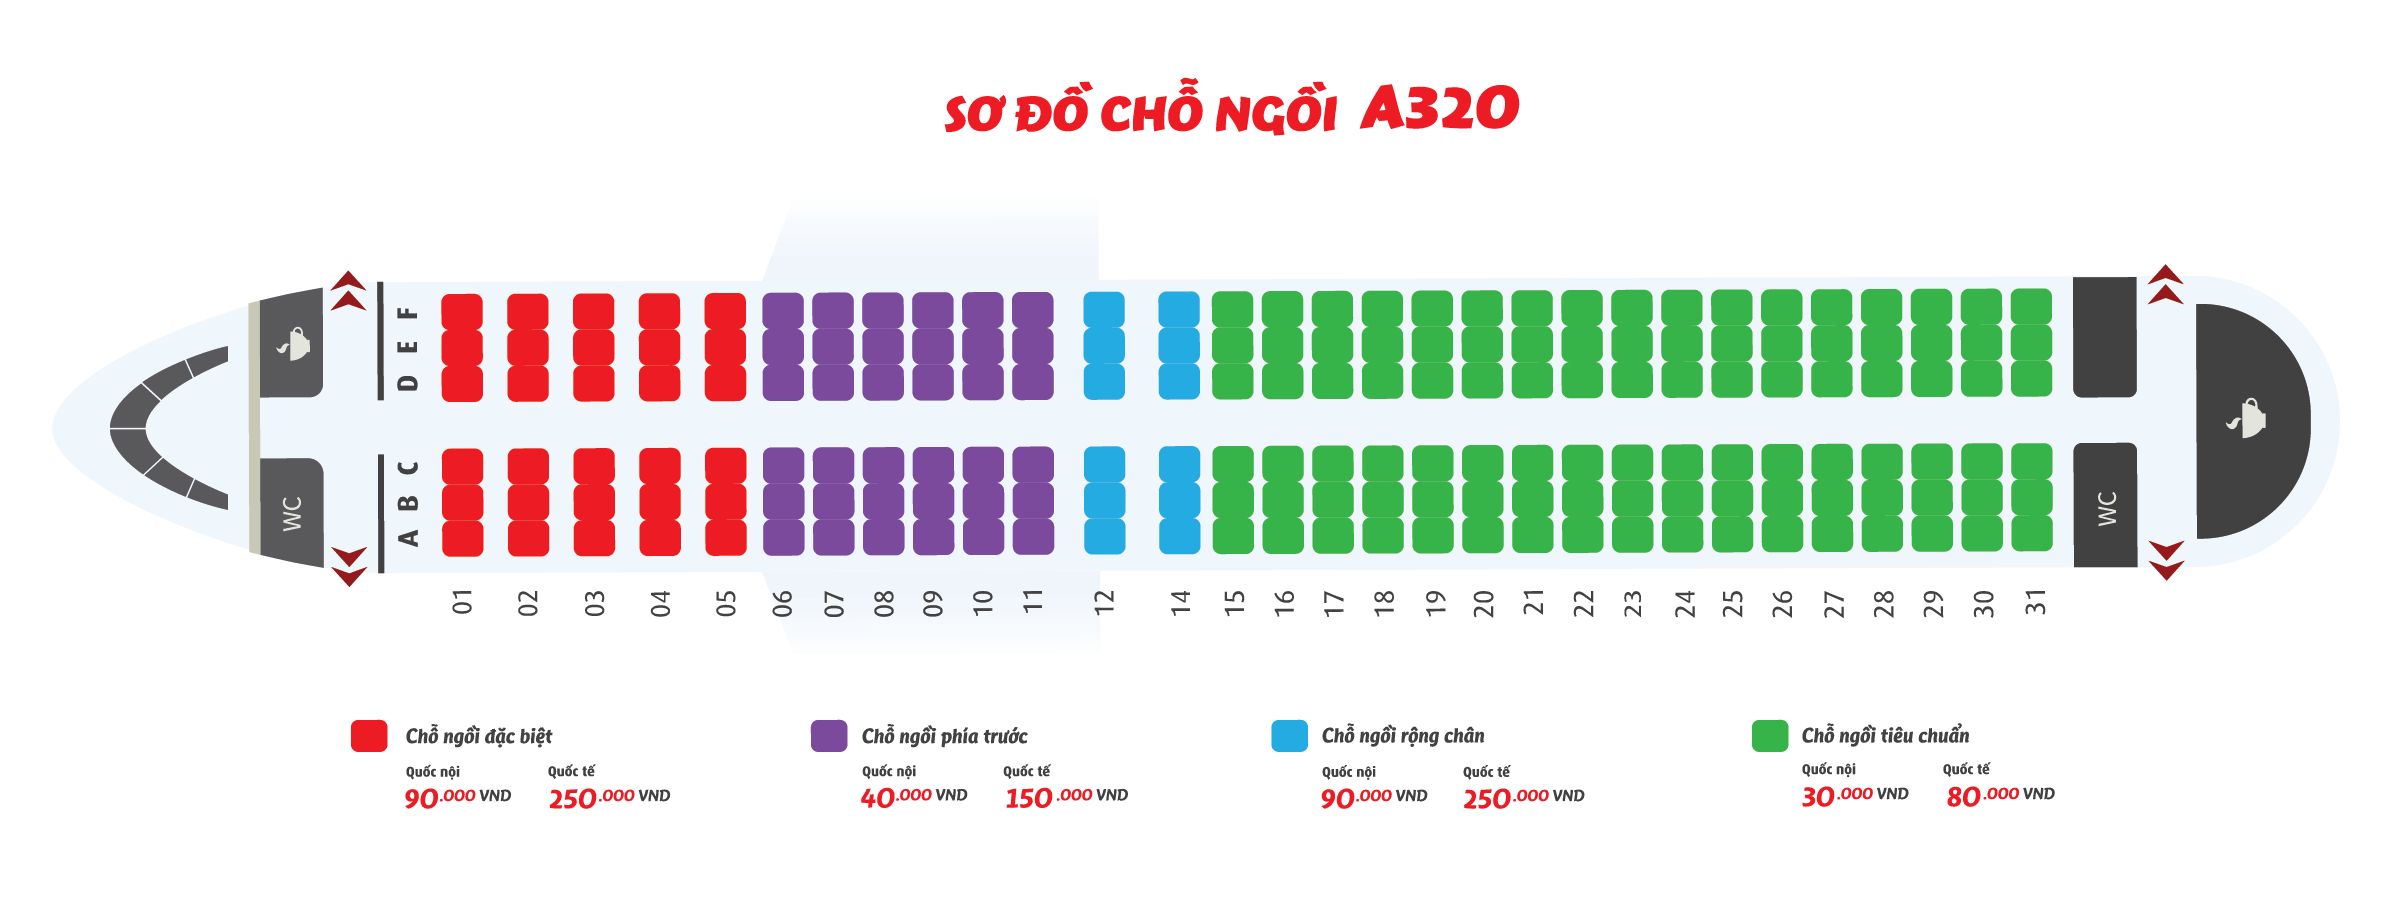 SƠ ĐỒ CHỖ NGỒI A320
F
E
D
C
B
A
WC
WC
01 02 03 04 05 06 07 08 09 10 11 12 14 15 16 17 18 19 20 21 22 23 24 25 26 27 28 29 30 31
Chỗ ngồi đặc biệt
Quốc nội Quốc tế
90.000 VND 250.000 VND
Chỗ ngồi phía trước
Quốc nội Quốc tế
40.000 VND 150.000 VND
Chỗ ngồi rộng chân
Quốc nội Quốc tế
90.000 VND 250.000 VND
Chỗ ngồi tiêu chuẩn
Quốc nội Quốc tế
30.000 VND 80.000 VND